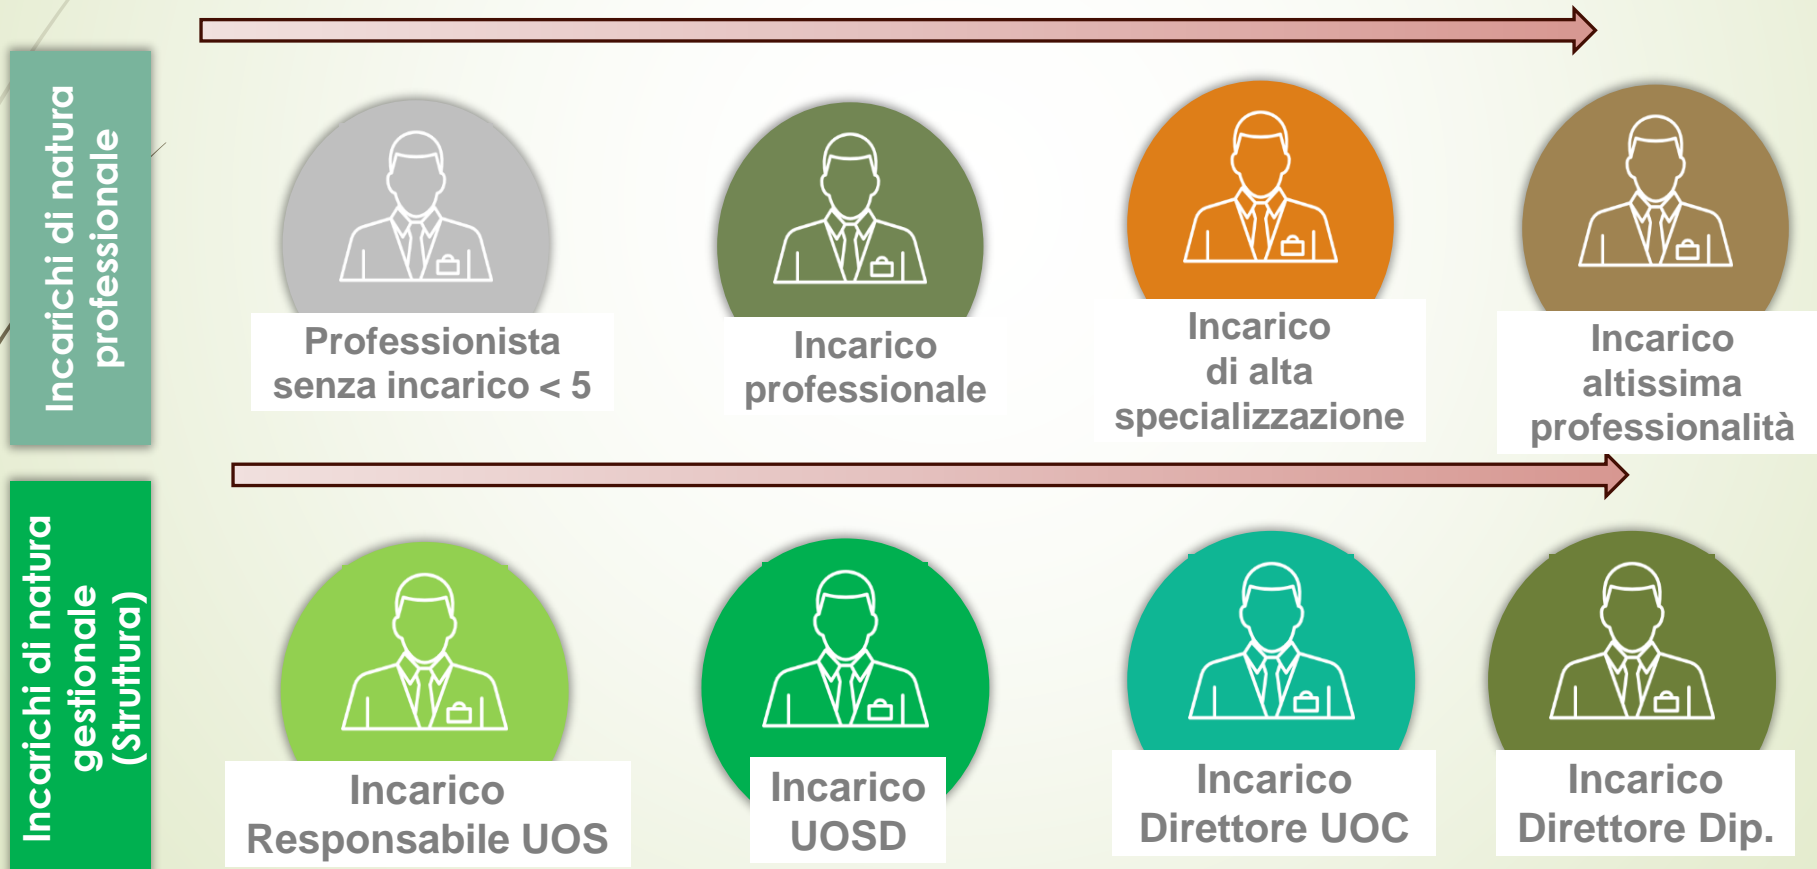 Incarichi di natura
professionale
Professionista
senza incarico < 5
Incarico
professionale
Incarico
di alta
specializzazione
Incarico
altissima
professionalità
Incarichi di natura
gestionale
(Struttura)
Incarico
Responsabile UOS
Incarico
UOSD
Incarico
Direttore UOC
Incarico
Direttore Dip.